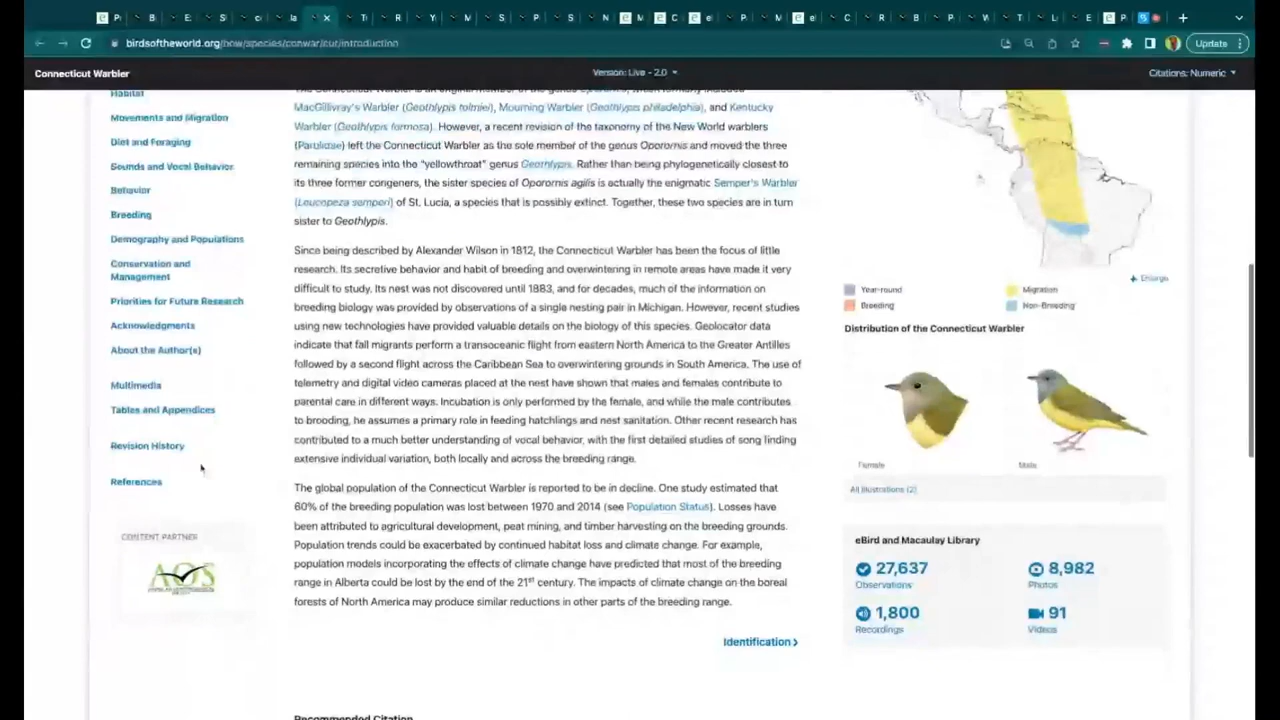 birdsoftheworld.org/bow/species/conwar/cur/introduction
Update
Connecticut Warbler
Version: Live - 2.0
Citations: Numeric
Habitat
Movements and Migration
Diet and Foraging
Sounds and Vocal Behavior
Behavior
Breeding
Demography and Populations
Conservation and
Management
Priorities for Future Research
Acknowledgments
About the Author(s)
Multimedia
Tables and Appendices
Revision History
References
CONTENT PARTNER
AOS
MacGillivray's Warbler (Geothlypis tolmiei), Mourning Warbler (Geothlypis philadelphia), and Kentucky
Warbler (Geothlypis formosa). However, a recent revision of the taxonomy of the New World warblers
(Parulidae) left the Connecticut Warbler as the sole member of the genus Oporornis and moved the three
remaining species into the "yellowthroat" genus Geothlypis. Rather than being phylogenetically closest to
its three former congeners, the sister species of Oporornis agilis is actually the enigmatic Semper's Warbler
(Leucopeza semperi) of St. Lucia, a species that is possibly extinct. Together, these two species are in turn
sister to Geothlypis.
Since being described by Alexander Wilson in 1812, the Connecticut Warbler has been the focus of little
research. Its secretive behavior and habit of breeding and overwintering in remote areas have made it very
difficult to study. Its nest was not discovered until 1883, and for decades, much of the information on
breeding biology was provided by observations of a single nesting pair in Michigan. However, recent studies
using new technologies have provided valuable details on the biology of this species. Geolocator data
indicate that fall migrants perform a transoceanic flight from eastern North America to the Greater Antilles
followed by a second flight across the Caribbean Sea to overwintering grounds in South America. The use of
telemetry and digital video cameras placed at the nest have shown that males and females contribute to
parental care in different ways. Incubation is only performed by the female, and while the male contributes
to brooding, he assumes a primary role in feeding hatchlings and nest sanitation. Other recent research has
contributed to a much better understanding of vocal behavior, with the first detailed studies of song finding
extensive individual variation, both locally and across the breeding range.
The global population of the Connecticut Warbler is reported to be in decline. One study estimated that
60% of the breeding population was lost between 1970 and 2014 (see Population Status). Losses have
been attributed to agricultural development, peat mining, and timber harvesting on the breeding grounds.
Population trends could be exacerbated by continued habitat loss and climate change. For example,
population models incorporating the effects of climate change have predicted that most of the breeding
range in Alberta could be lost by the end of the 21st century. The impacts of climate change on the boreal
forests of North America may produce similar reductions in other parts of the breeding range.
Identification
Recommended Citation
Enlarge
Year-round
Migration
Breeding
Non-Breeding
Distribution of the Connecticut Warbler
Female
Male
All illustrations (2)
eBird and Macaulay Library
27,637
Observations
8,982
Photos
1,800
Recordings
91
Videos